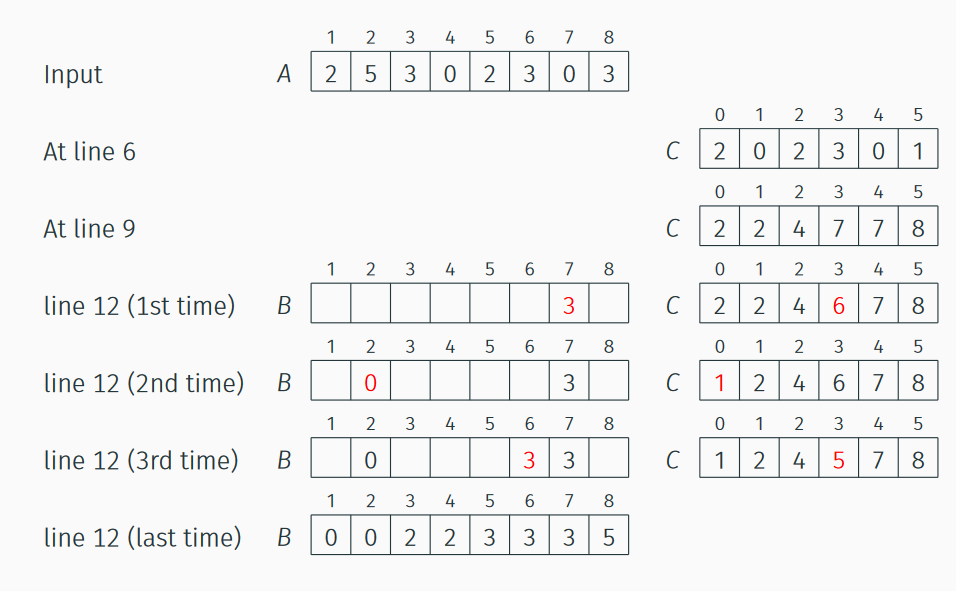 1 2 3 4 5 6 7 8
Input A 2 5 3 0 2 3 0 3
0 1 2 3 4 5
At line 6 C 2 0 2 3 0 1
0 1 2 3 4 5
At line 9 C 2 2 4 7 7 8
1 2 3 4 5 6 7 8 0 1 2 3 4 5
line 12 (1st time) B 3 C 2 2 4 6 7 8
1 2 3 4 5 6 7 8 0 1 2 3 4 5
line 12 (2nd time) B 0 3 C 1 2 4 6 7 8
1 2 3 4 5 6 7 8 0 1 2 3 4 5
line 12 (3rd time) B 0 3 3 C 1 2 4 5 7 8
1 2 3 4 5 6 7 8
line 12 (last time) B 0 0 2 2 3 3 3 5